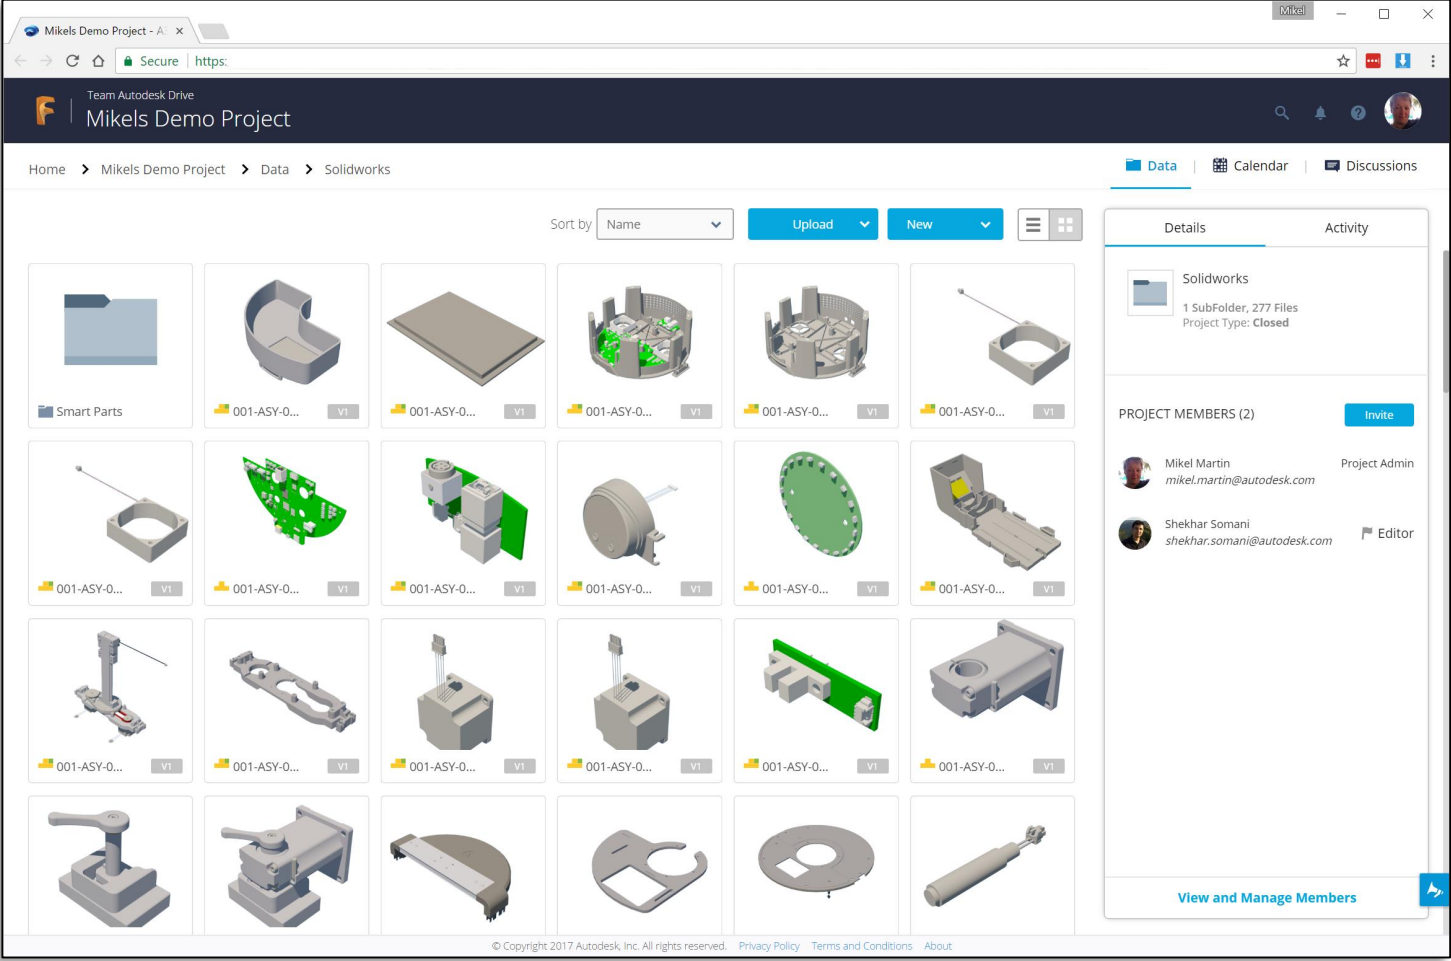 Mikel
Mikels Demo Project - A
Secure | https:
Team Autodesk Drive
Mikels Demo Project
Home > Mikels Demo Project > Data > Solidworks
Data | Calendar | Discussions
Sort by Name Upload New
Details Activity
Solidworks
1 SubFolder, 277 Files
Project Type: Closed
PROJECT MEMBERS (2) Invite
Mikel Martin Project Admin
mikel.martin@autodesk.com
Shekhar Somani
shekhar.somani@autodesk.com Editor
View and Manage Members
Smart Parts 001-ASY-0... V1 001-ASY-0... V1 001-ASY-0... V1 001-ASY-0... V1 001-ASY-0... V1
001-ASY-0... V1 001-ASY-0... V1 001-ASY-0... V1 001-ASY-0... V1 001-ASY-0... V1 001-ASY-0... V1
001-ASY-0... V1 001-ASY-0... V1 001-ASY-0... V1 001-ASY-0... V1 001-ASY-0... V1 001-ASY-0... V1
© Copyright 2017 Autodesk, Inc. All rights reserved. Privacy Policy Terms and Conditions About